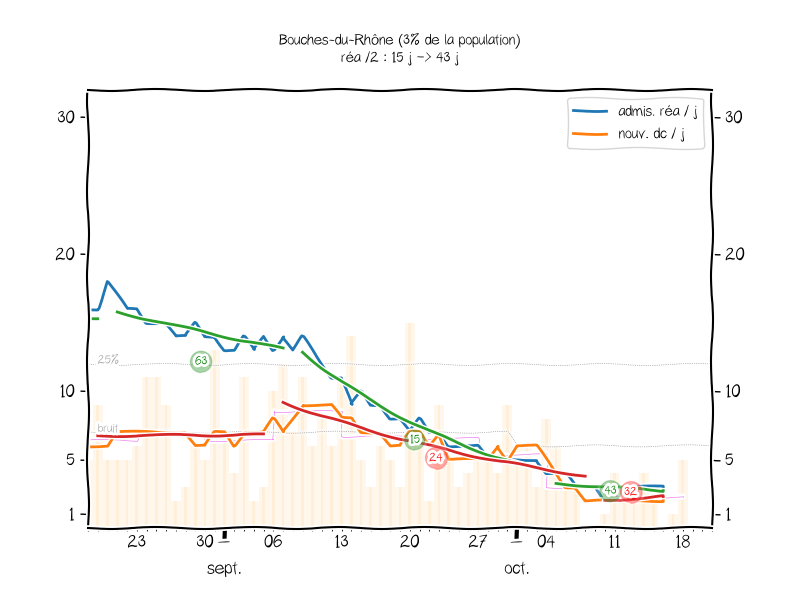 Bouches-du-Rhône (3% de la population)
réa /2 : 15 j -> 43 j
admis. réa / j
nouv. dc / j
30 30
20 20
10 10
5 5
1 1
25%
bruit
63
15
24
43
32
23 30 06 13 20 27 04 11 18
sept. oct.